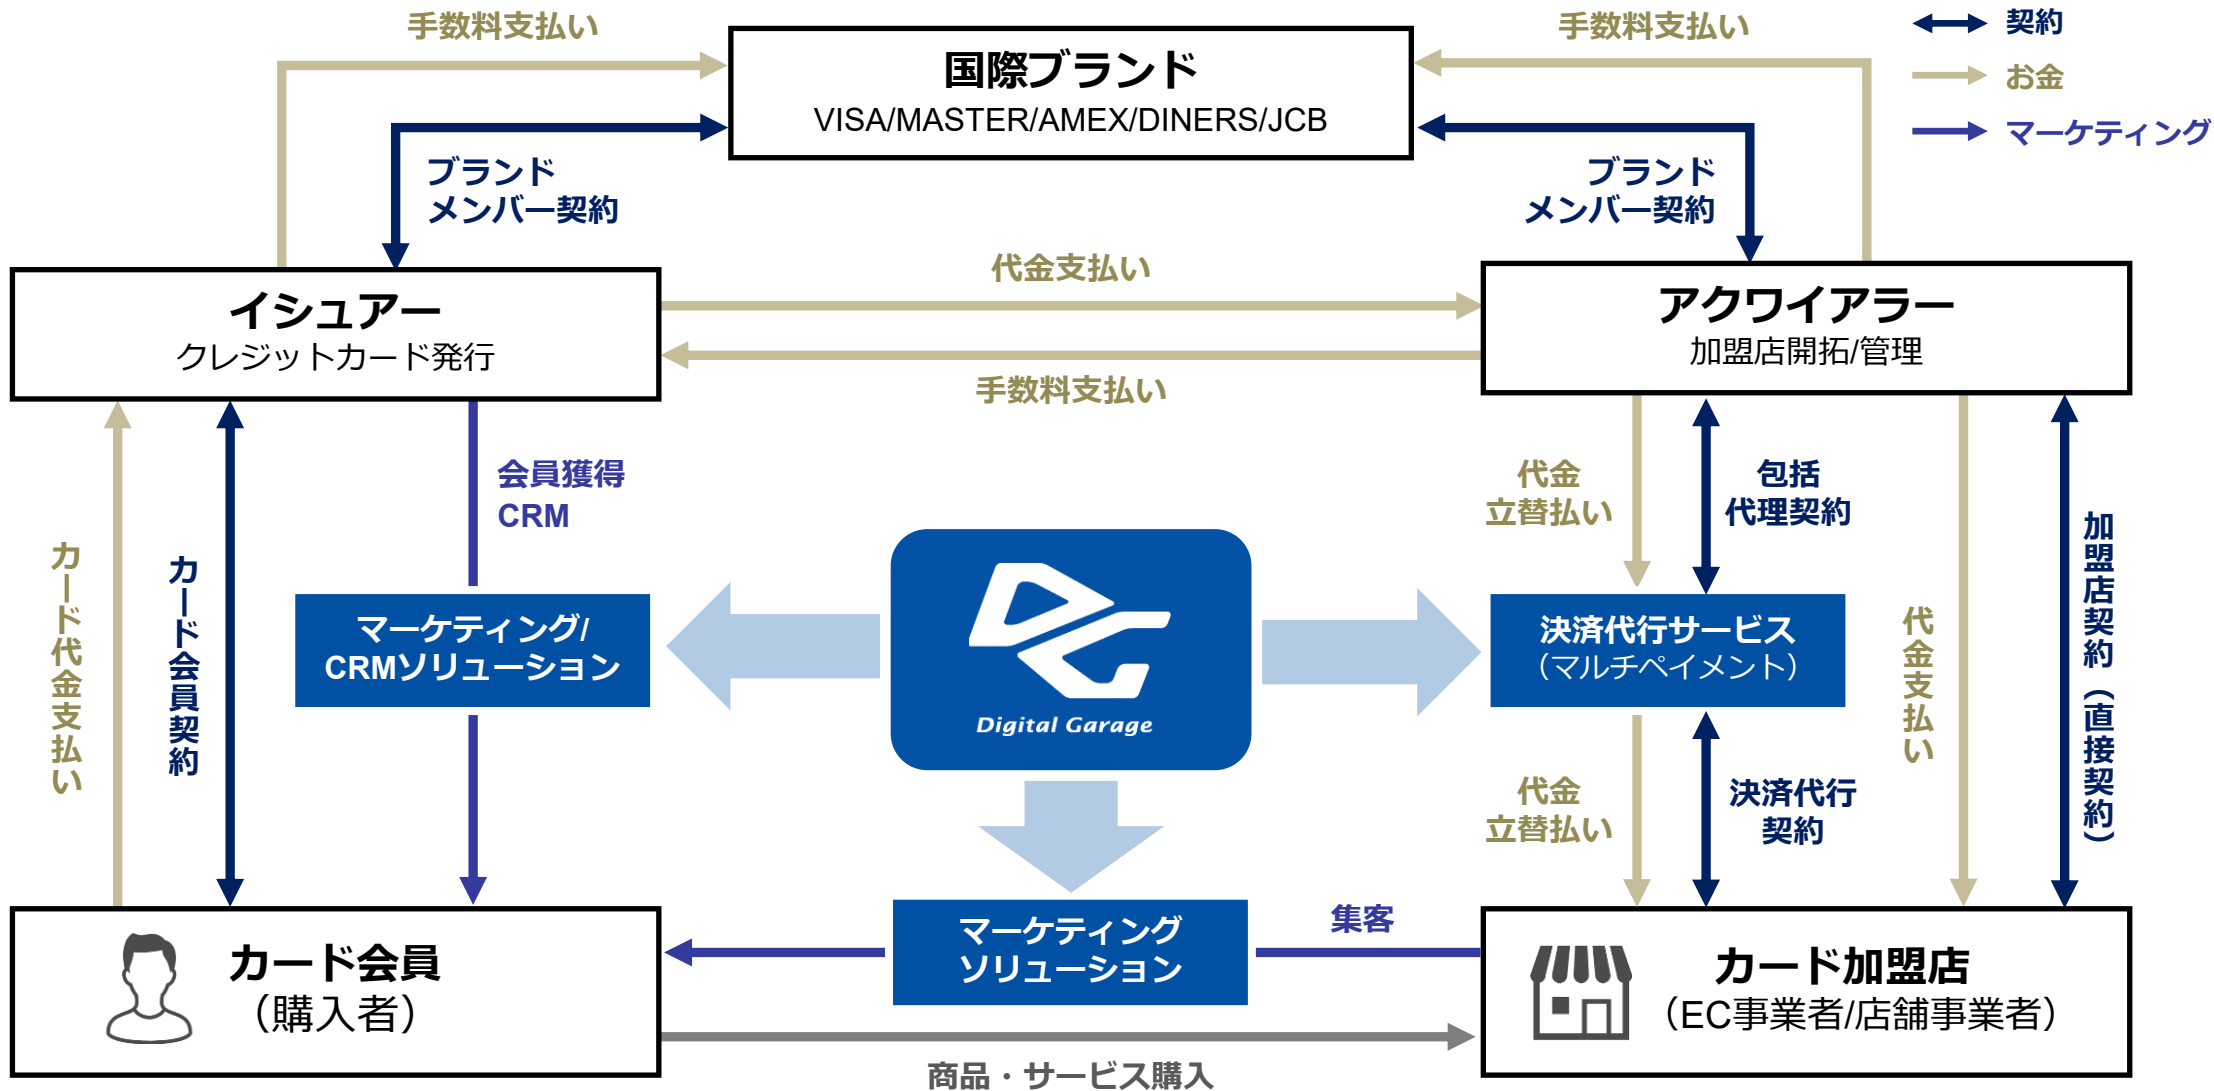 手数料支払い
手数料支払い
契約
お金
マーケティング
国際ブランド
VISA/MASTER/AMEX/DINERS/JCB
ブランド
メンバー契約
ブランド
メンバー契約
イシュアー
クレジットカード発行
代金支払い
手数料支払い
アクワイアラー
加盟店開拓/管理
カード代金支払い
カード会員契約
会員獲得
CRM
マーケティング/
CRMソリューション
Digital Garage
代金
立替払い
包括
代理契約
決済代行サービス
（マルチペイメント）
代金支払い
加盟店契約（直接契約）
代金
立替払い
決済代行
契約
カード会員
（購入者）
マーケティング
ソリューション
集客
カード加盟店
（EC事業者/店舗事業者）
商品・サービス購入